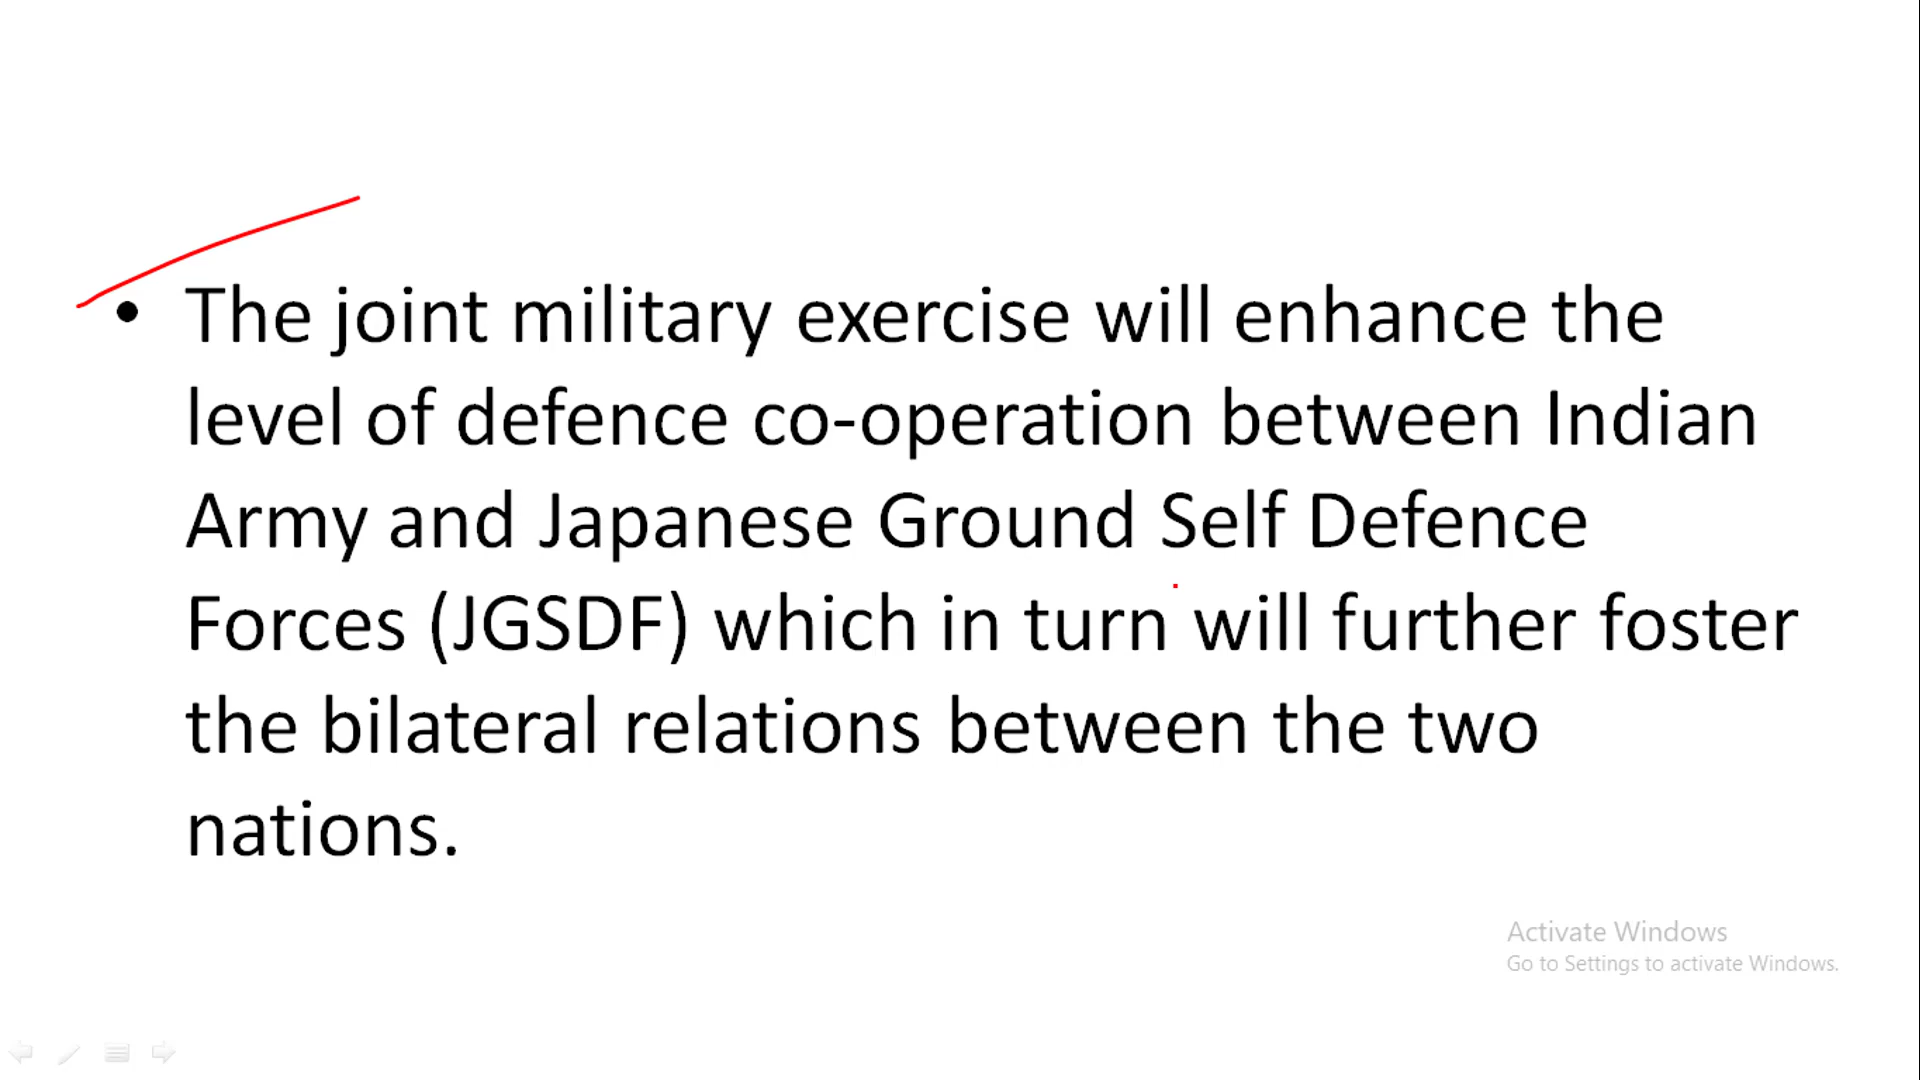 • The joint military exercise will enhance the
level of defence co-operation between Indian
Army and Japanese Ground Self Defence
Forces (JGSDF) which in turn will further foster
the bilateral relations between the two
nations.
Activate Windows
Go to Settings to activate Windows.